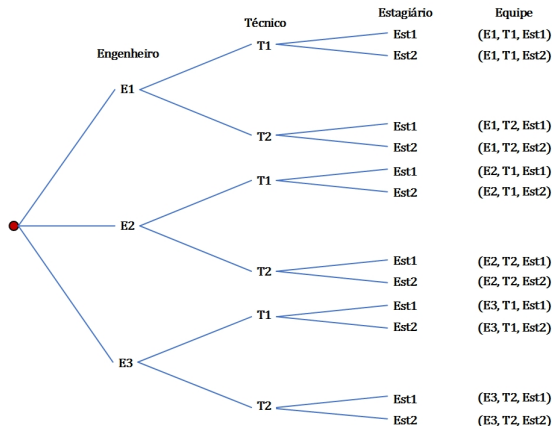 Engenheiro
Técnico
Estagiário
Equipe
T1
Est1
(E1, T1, Est1)
Est2
(E1, T1, Est2)
E1
T2
Est1
(E1, T2, Est1)
Est2
(E1, T2, Est2)
T1
Est1
(E2, T1, Est1)
Est2
(E2, T1, Est2)
E2
T2
Est1
(E2, T2, Est1)
Est2
(E2, T2, Est2)
T1
Est1
(E3, T1, Est1)
Est2
(E3, T1, Est2)
E3
T2
Est1
(E3, T2, Est1)
Est2
(E3, T2, Est2)